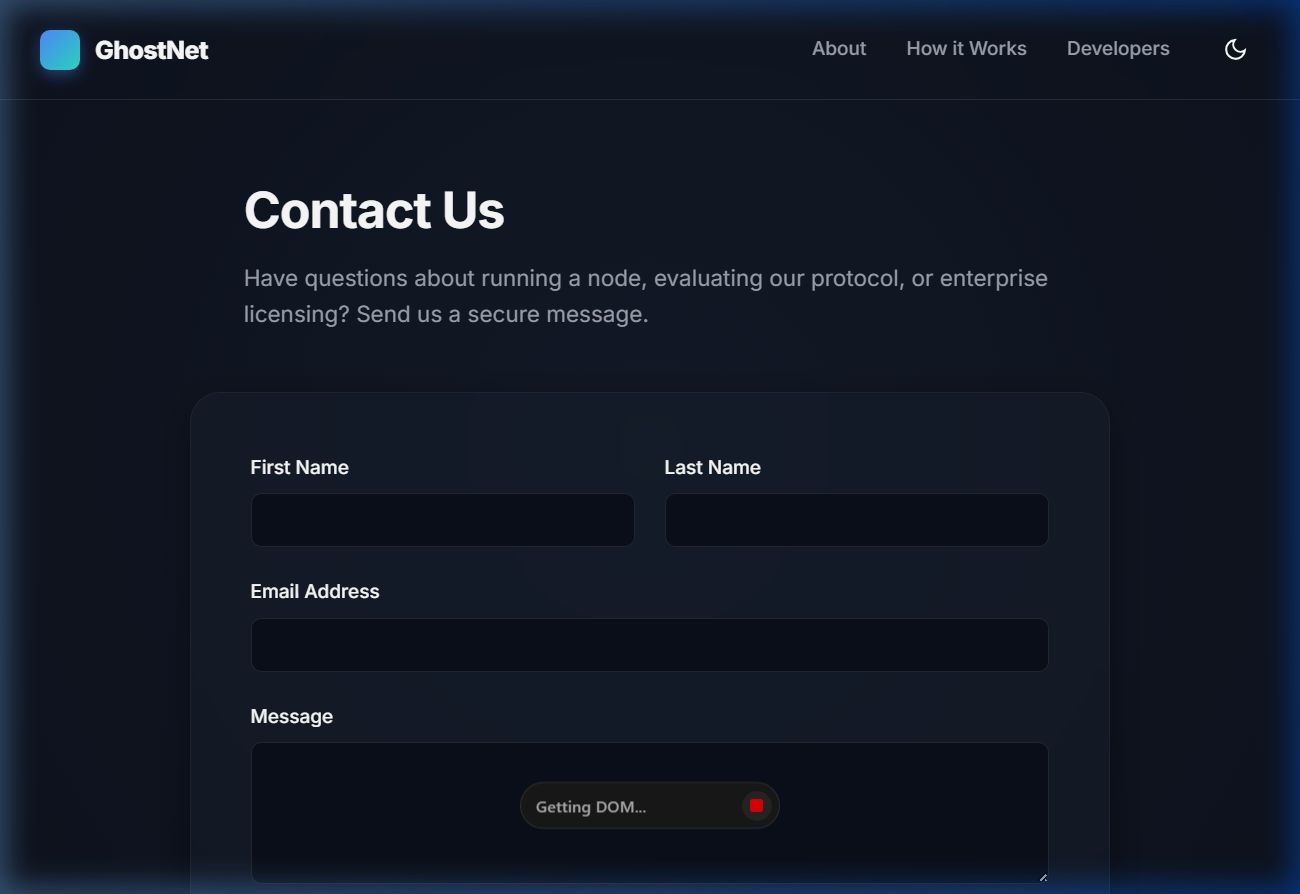 GhostNet
About
How it Works
Developers
Contact Us
Have questions about running a node, evaluating our protocol, or enterprise
licensing? Send us a secure message.
First Name
Last Name
Email Address
Message
Getting DOM...